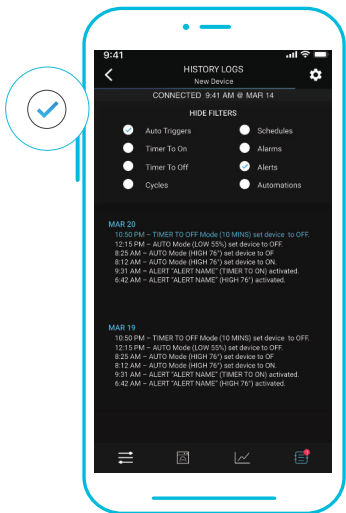 9:41
HISTORY LOGS
New Device
CONNECTED 9:41 AM @ MAR 14
HIDE FILTERS
Auto Triggers
Schedules
Timer To On
Alarms
Timer To Off
Alerts
Cycles
Automations
MAR 20
10:50 PM – TIMER TO OFF Mode (10 MINS) set device to OFF.
12:15 PM – AUTO Mode (LOW 55%) set device to OFF.
8:25 AM – AUTO Mode (HIGH 76°) set device to OF
8:12 AM – AUTO Mode (HIGH 76°) set device to ON.
9:31 AM – ALERT "ALERT NAME" (TIMER TO ON) activated.
6:42 AM – ALERT "ALERT NAME" (HIGH 76°) activated.
MAR 19
10:50 PM – TIMER TO OFF Mode (10 MINS) set device to OFF.
12:15 PM – AUTO Mode (LOW 55%) set device to OFF.
8:25 AM – AUTO Mode (HIGH 76°) set device to OF
8:12 AM – AUTO Mode (HIGH 76°) set device to ON.
9:31 AM – ALERT "ALERT NAME" (TIMER TO ON) activated.
6:42 AM – ALERT "ALERT NAME" (HIGH 76°) activated.